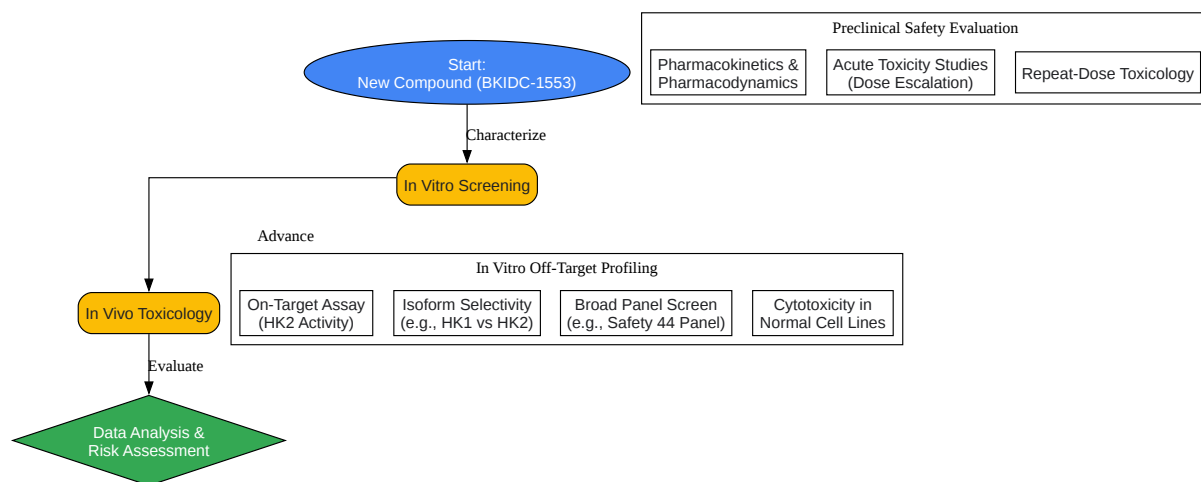 Preclinical Safety Evaluation
Start:
New Compound (BKIDC-1553)
Pharmacokinetics &
Pharmacodynamics
Acute Toxicity Studies
(Dose Escalation)
Repeat-Dose Toxicology
Characterize
In Vitro Screening
Advance
In Vitro Off-Target Profiling
In Vivo Toxicology
On-Target Assay
(HK2 Activity)
Isoform Selectivity
(e.g., HK1 vs HK2)
Broad Panel Screen
(e.g., Safety 44 Panel)
Cytotoxicity in
Normal Cell Lines
Evaluate
Data Analysis &
Risk Assessment